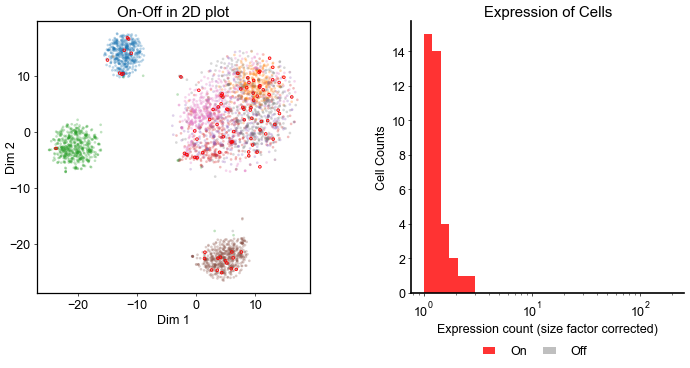 On-Off in 2D plot
Expression of Cells
10
0
−10
−20
Dim 2
−20
−10
0
10
Dim 1
14
12
10
8
6
4
2
0
Cell Counts
10^0
10^1
10^2
Expression count (size factor corrected)
On
Off